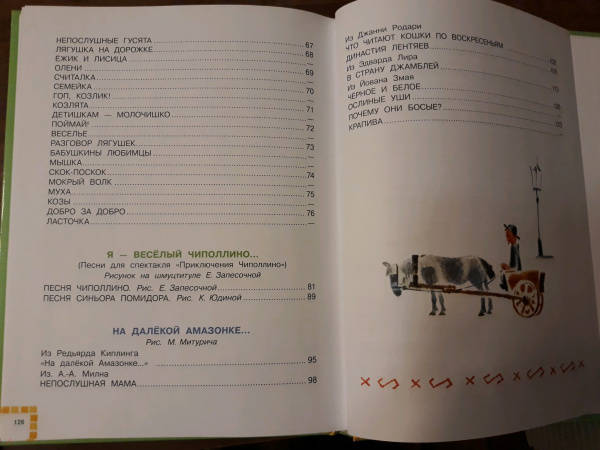 НЕПОСЛУШНЫЕ ГУСЯТА 67
ЛЯГУШКА НА ДОРОЖКЕ 68
ЁЖИК И ЛИСИЦА —
ОЛЕНИ 69
СЧИТАЛКА —
СЕМЕЙКА 70
ГОП, КОЗЛИК! —
КОЗЛЯТА 71
ДЕТИШКАМ — МОЛОЧИШКО —
ПОЙМАЙ! 72
ВЕСЕЛЬЕ —
РАЗГОВОР ЛЯГУШЕК 73
БАБУШКИНЫ ЛЮБИМЦЫ —
МЫШКА —
СКОК-ПОСКОК 74
МОКРЫЙ ВОЛК —
МУХА 75
КОЗЫ —
ДОБРО ЗА ДОБРО 76
ЛАСТОЧКА —
Я — ВЕСЁЛЫЙ ЧИПОЛЛИНО...
(Песни для спектакля «Приключения Чиполлино»)
Рисунок на шмуцтитуле Е. Запесочной
ПЕСНЯ ЧИПОЛЛИНО. Рис. Е. Запесочной 81
ПЕСНЯ СИНЬОРА ПОМИДОРА. Рис. К. Юдиной 89
НА ДАЛЁКОЙ АМАЗОНКЕ...
Рис. М. Митурича
Из Редьярда Киплинга
«На далёкой Амазонке...» 95
Из. А.-А. Милна
НЕПОСЛУШНАЯ МАМА 98
126
Из Джанни Родари
ЧТО ЧИТАЮТ КОШКИ ПО ВОСКРЕСЕНЬЯМ
ДИНАСТИЯ ЛЕНТЯЕВ
Из Эдварда Лира
В СТРАНУ ДЖАМБЛЕЙ
Из Йована Змая
ЧЁРНОЕ И БЕЛОЕ
ОСЛИНЫЕ УШИ
ПОЧЕМУ ОНИ БОСЫЕ?
КРАПИВА